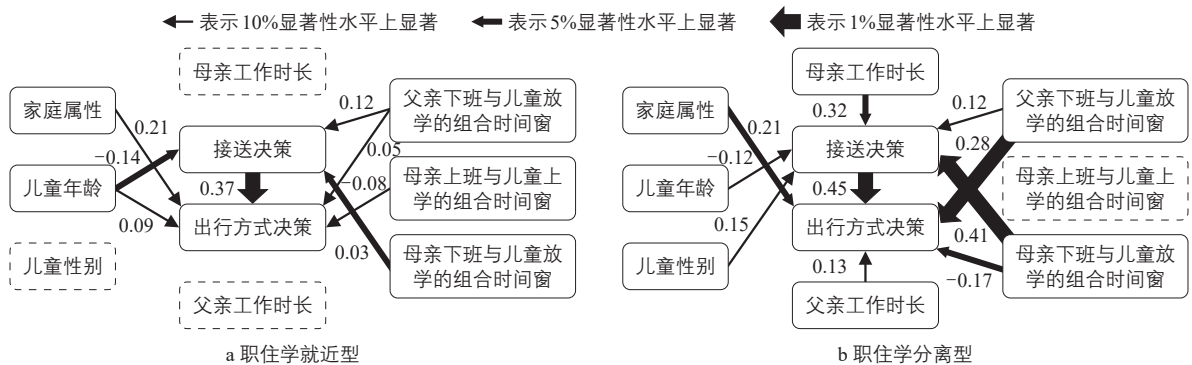 表示10%显著性水平上显著 表示5%显著性水平上显著 表示1%显著性水平上显著
母亲工作时长
家庭属性
儿童年龄
儿童性别
接送决策
出行方式决策
父亲工作时长
父亲下班与儿童放
学的组合时间窗
母亲上班与儿童上
学的组合时间窗
母亲下班与儿童放
学的组合时间窗
0.21
−0.14
0.09
0.37
0.12
0.05
−0.08
0.03
a 职住学就近型
母亲工作时长
家庭属性
儿童年龄
儿童性别
接送决策
出行方式决策
父亲工作时长
父亲下班与儿童放
学的组合时间窗
母亲上班与儿童上
学的组合时间窗
母亲下班与儿童放
学的组合时间窗
0.32
0.21
−0.12
0.15
0.45
0.13
0.12
0.28
0.41
−0.17
b 职住学分离型